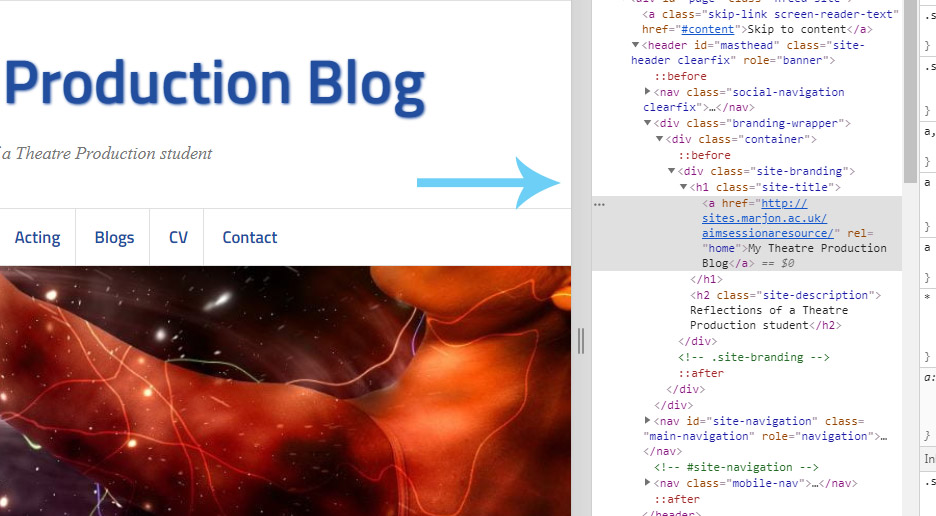 Production Blog
a Theatre Production student
Acting
Blogs
CV
Contact
<a class="skip-link screen-reader-text"
href="#content">Skip to content</a>
<header id="masthead" class="site-
header clearfix" role="banner">
::before
<nav class="social-navigation
clearfix">…</nav>
<div class="branding-wrapper">
<div class="container">
::before
<div class="site-branding">
<h1 class="site-title">
<a href="http://
sites.marjon.ac.uk/
aimsessionaresource/" rel=
"home">My Theatre Production
Blog</a> == $0
</h1>
<h2 class="site-description">
Reflections of a Theatre
Production student</h2>
</div>
<!-- .site-branding -->
::after
</div>
</div>
<nav id="site-navigation" class=
"main-navigation" role="navigation">…
</nav>
<!-- #site-navigation -->
<nav class="mobile-nav">…</nav>
::after
</header>
.s
}
.s
}
a,
}
a
}
a
}
*
}
a:
}
In
.s